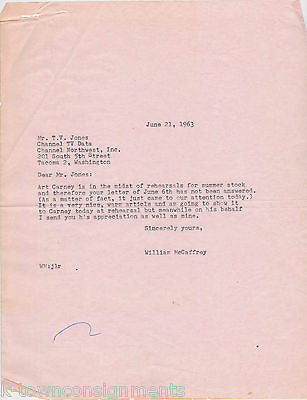 June 21, 1963
Mr. T.V. Jones
Channel TV Data
Channel Northwest, Inc.
201 South 5th Street
Tacoma 2, Washington
Dear Mr. Jones:
Art Carney is in the midst of rehearsals for summer stock
and therefore your letter of June 6th has not been answered.
(As a matter of fact, it just came to our attention today.)
It is a very nice, warm article and am going to show it
to Carney today at rehearsal but meanwhile on his behalf
I send you his appreciation as well as mine.
Sincerely yours,
William McCaffrey
WM:jlr
k-townconsignments